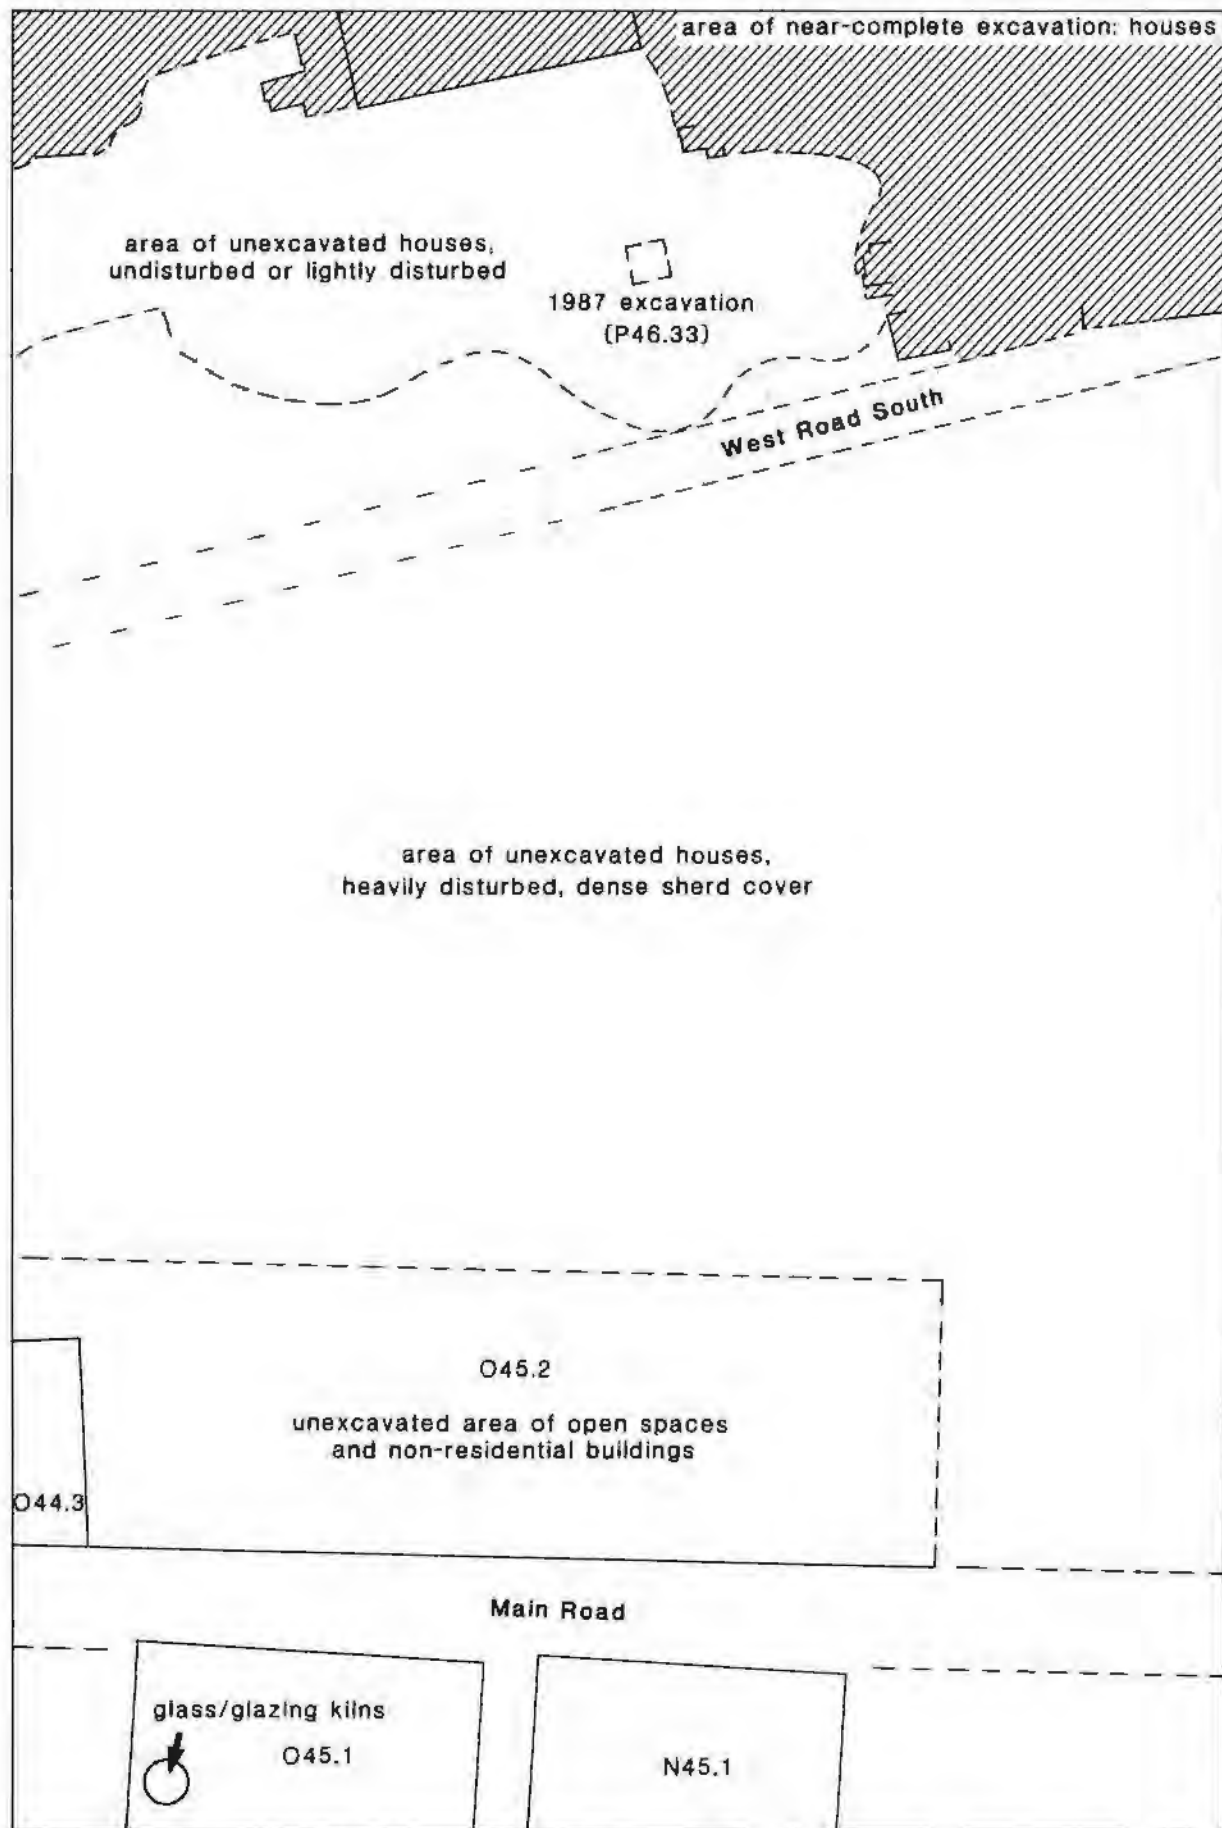 area of near-complete excavation: houses
area of unexcavated houses,
undisturbed or lightly disturbed
1987 excavation
(P46.33)
West Road South
area of unexcavated houses,
heavily disturbed, dense sherd cover
O45.2
unexcavated area of open spaces
and non-residential buildings
O44.3
Main Road
glass/glazing kilns
O45.1
N45.1